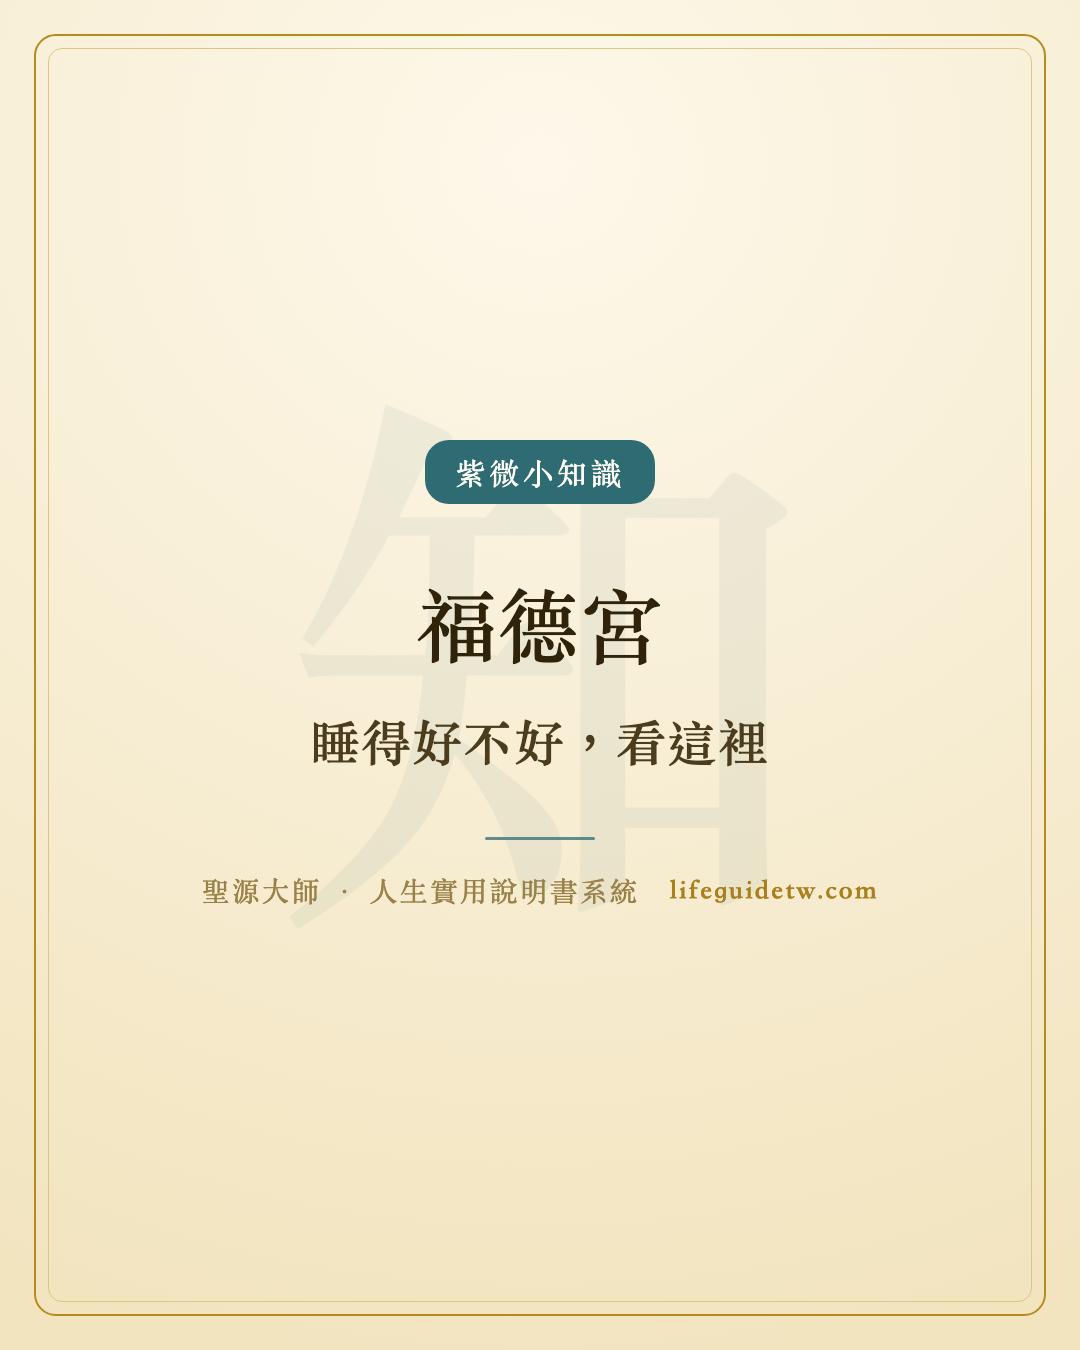 紫微小知識
福德宮
睡得好不好，看這裡
聖源大師 · 人生實用說明書系統 lifeguidetw.com
知